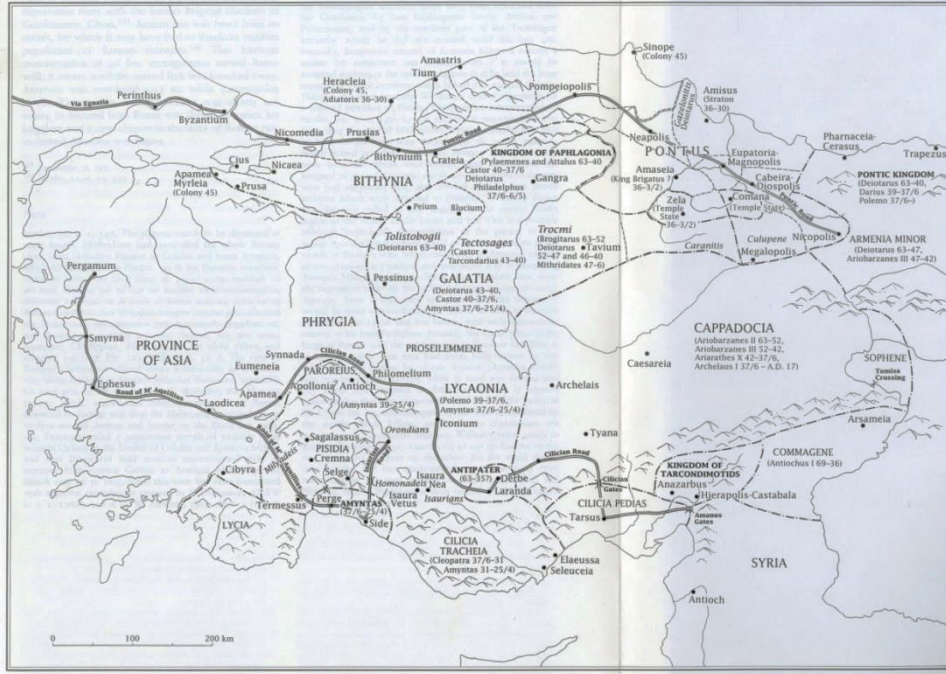 Sinope
(Colony 45)
Amastris
Tium
Heracleia
(Colony 45,
Adiatorix 36-30)
Pompeiopolis
Gazelonitis
Deiotarus
Amisus
(Straton
36-30)
Via Egnatia
Perinthus
Byzantium
Nicomedia
Prusias
Bithynium
Pontic Road
Crateia
Neapolis
PONTUS
Eupatoria-
Magnopolis
Pharnaceia-
Cerasus
Trapezus
KINGDOM OF PAPHLAGONIA
(Pylaemenes and Attalus 63-40
Castor 40-37/6
Deiotarus
Philadelphus
37/6-6/5)
Gangra
Amaseia
(King Brigatus ?
36-3/2)
Cabeira-
Diospolis
PONTIC KINGDOM
(Deiotarus 63-40,
Darius 39-37/6
Polemo 37/6-)
Cius
Nicaea
Apamea
Myrleia
(Colony 45)
Prusa
BITHYNIA
Peium
Blucium
Zela
(Temple
State
36-3/2)
Comana
(Temple State)
Pontic Road
Nicopolis
ARMENIA MINOR
(Deiotarus 63-47,
Ariobarzanes III 47-42)
Tolistobogii
(Deiotarus 63-40)
Tectosages
(Castor
Tarcondarius 43-40)
Trocmi
(Brogitarus 63-52
Deiotarus
52-47 and 46-40
Mithridates 47-6)
Tavium
Caranitis
Culupene
Megalopolis
Pergamum
Pessinus
GALATIA
(Deiotarus 43-40,
Castor 40-37/6,
Amyntas 37/6-25/4)
PHRYGIA
Smyrna
PROVINCE
OF ASIA
PROSEILEMMENE
CAPPADOCIA
(Ariobarzanes II 63-52,
Ariobarzanes III 52-42,
Ariarathes X 42-37/6,
Archelaus I 37/6 - A.D. 17)
Caesareia
SOPHENE
Tomisa
Crossing
Synnada
Cilician Road
Eumeneia
PAROREIUS
Philomelium
Apollonia
Antioch
(Amyntas 39-25/4)
LYCAONIA
(Polemo 39-37/6,
Amyntas 37/6-25/4)
Archelais
Ephesus
Road of Mʳ Aquillius
Laodicea
Apamea
Arsameia
Iconium
Orondians
Tyana
COMMAGENE
(Antiochus I 69-36)
Road of Mʳ Aquillius
Milyadeis
Sagalassus
PISIDIA
Cremna
Selge
Homonadeis
Isaura
Nea
Isaura
Vetus
Isaurians
ANTIPATER
(63-35?)
Derbe
Laranda
Cilician Road
Cilician
Gates
KINGDOM OF
TARCONDIMOTIDS
Anazarbus
Hierapolis-Castabala
Cibyra
Termessus
Perge
AMYNTAS
(37/6-25/4)
Side
CILICIA PEDIAS
Tarsus
Amanus
Gates
LYCIA
CILICIA
TRACHEIA
(Cleopatra 37/6-31
Amyntas 31-25/4)
Elaeussa
Seleuceia
SYRIA
Antioch
0 100 200 km